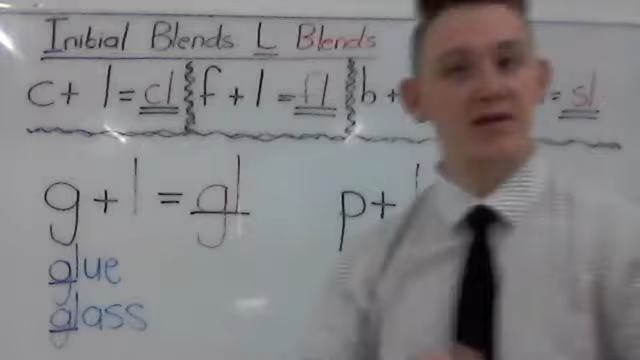 Initial Blends L Blends
c + l = cl f + l = fl b + = sl
g + l = gl p + l
glue
glass